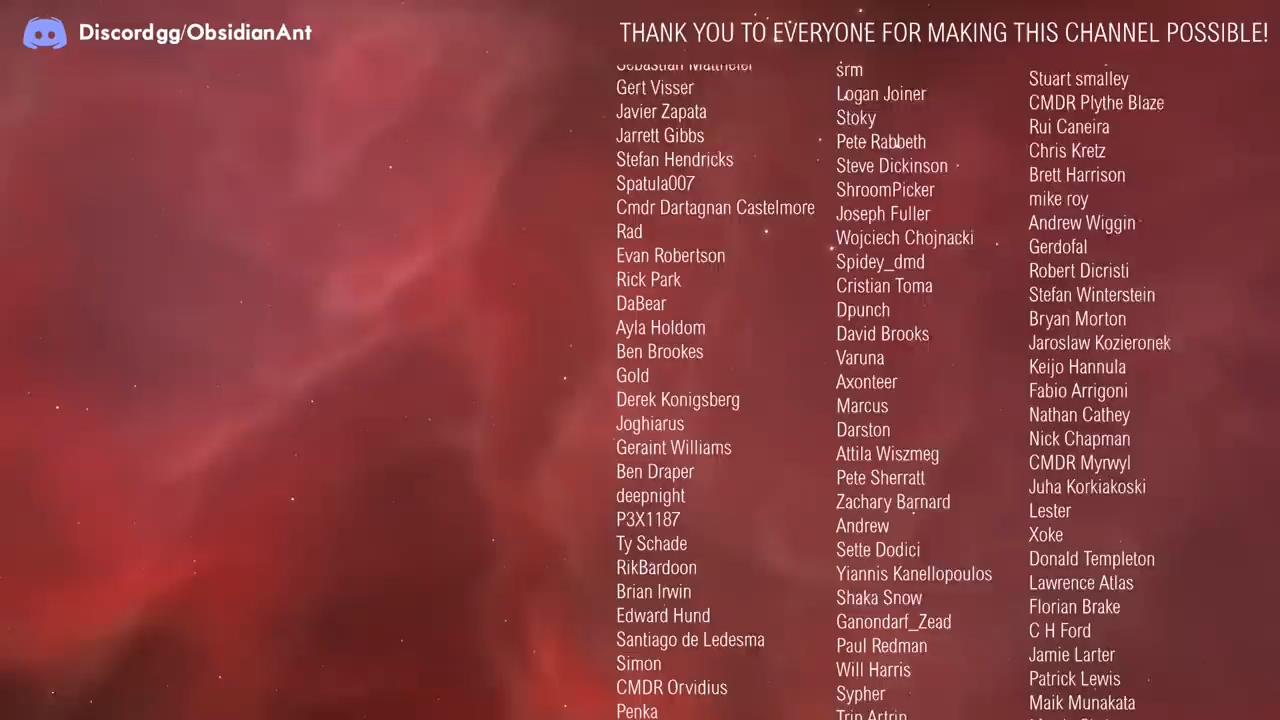 Discordgg/ObsidianAnt
THANK YOU TO EVERYONE FOR MAKING THIS CHANNEL POSSIBLE!
Gert Visser
Javier Zapata
Jarrett Gibbs
Stefan Hendricks
Spatula007
Cmdr Dartagnan Castelmore
Rad
Evan Robertson
Rick Park
DaBear
Ayla Holdom
Ben Brookes
Gold
Derek Konigsberg
Joghiarus
Geraint Williams
Ben Draper
deepnight
P3X1187
Ty Schade
RikBardoon
Brian Irwin
Edward Hund
Santiago de Ledesma
Simon
CMDR Orvidius
Penka
srm
Logan Joiner
Stoky
Pete Rabbeth
Steve Dickinson
ShroomPicker
Joseph Fuller
Wojciech Chojnacki
Spidey_dmd
Cristian Toma
Dpunch
David Brooks
Varuna
Axonteer
Marcus
Darston
Attila Wiszmeg
Pete Sherratt
Zachary Barnard
Andrew
Sette Dodici
Yiannis Kanellopoulos
Shaka Snow
Ganondarf_Zead
Paul Redman
Will Harris
Sypher
Stuart smalley
CMDR Plythe Blaze
Rui Caneira
Chris Kretz
Brett Harrison
mike roy
Andrew Wiggin
Gerdofal
Robert Dicristi
Stefan Winterstein
Bryan Morton
Jaroslaw Kozieronek
Keijo Hannula
Fabio Arrigoni
Nathan Cathey
Nick Chapman
CMDR Myrwyl
Juha Korkiakoski
Lester
Xoke
Donald Templeton
Lawrence Atlas
Florian Brake
C H Ford
Jamie Larter
Patrick Lewis
Maik Munakata